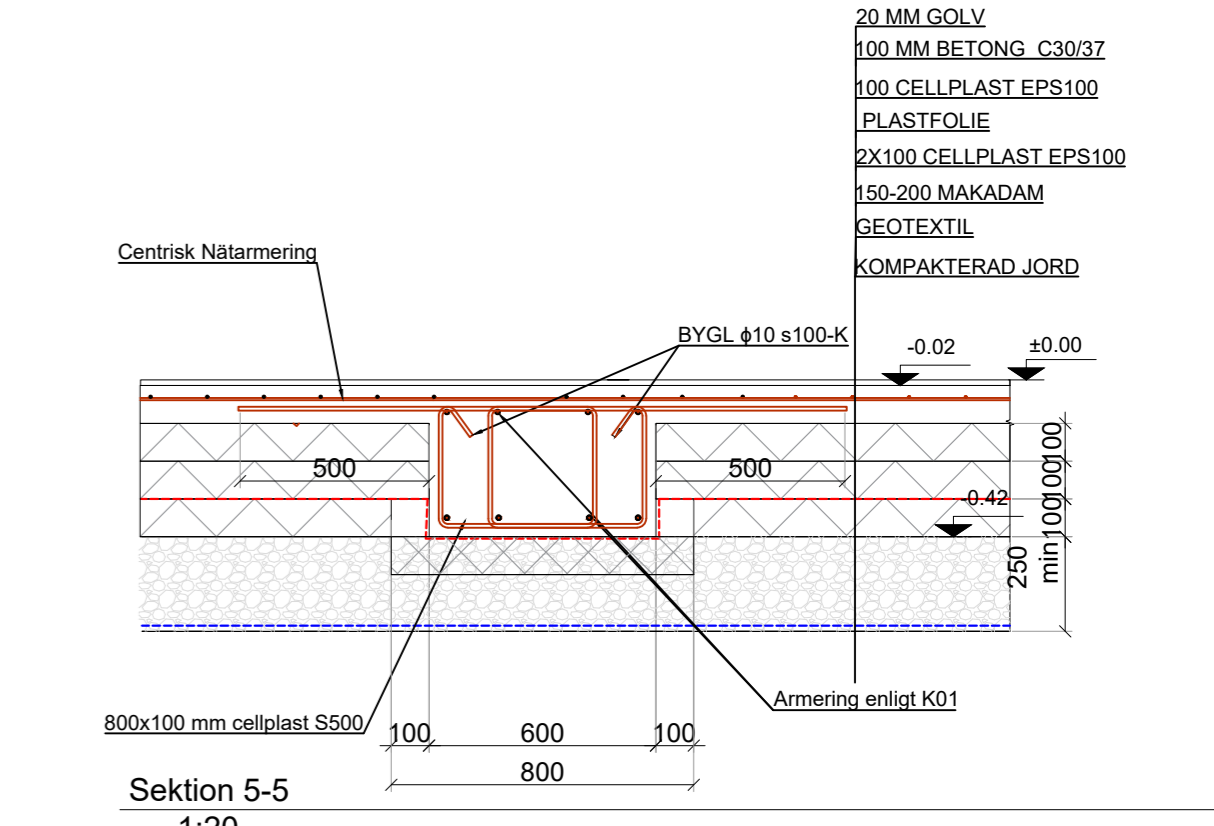 20 MM GOLV
100 MM BETONG C30/37
100 CELLPLAST EPS100
PLASTFOLIE
2X100 CELLPLAST EPS100
150-200 MAKADAM
GEOTEXTIL
KOMPAKTERAD JORD
Centrisk Nätarmering
BYGL ϕ10 s100-K
-0.02
±0.00
500
500
100
100
100
-0.42
250
min
Armering enligt K01
800x100 mm cellplast S500
100
600
100
800
Sektion 5-5
1:20